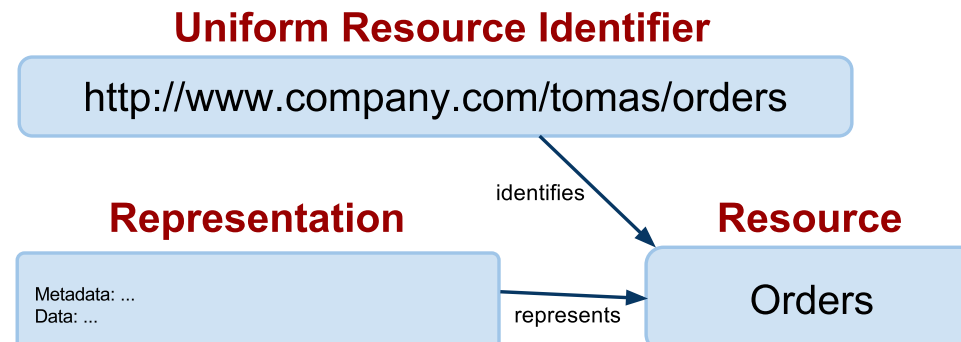 Uniform Resource Identifier
http://www.company.com/tomas/orders
identifies
Representation
Resource
Metadata: ...
Data: ...
represents
Orders